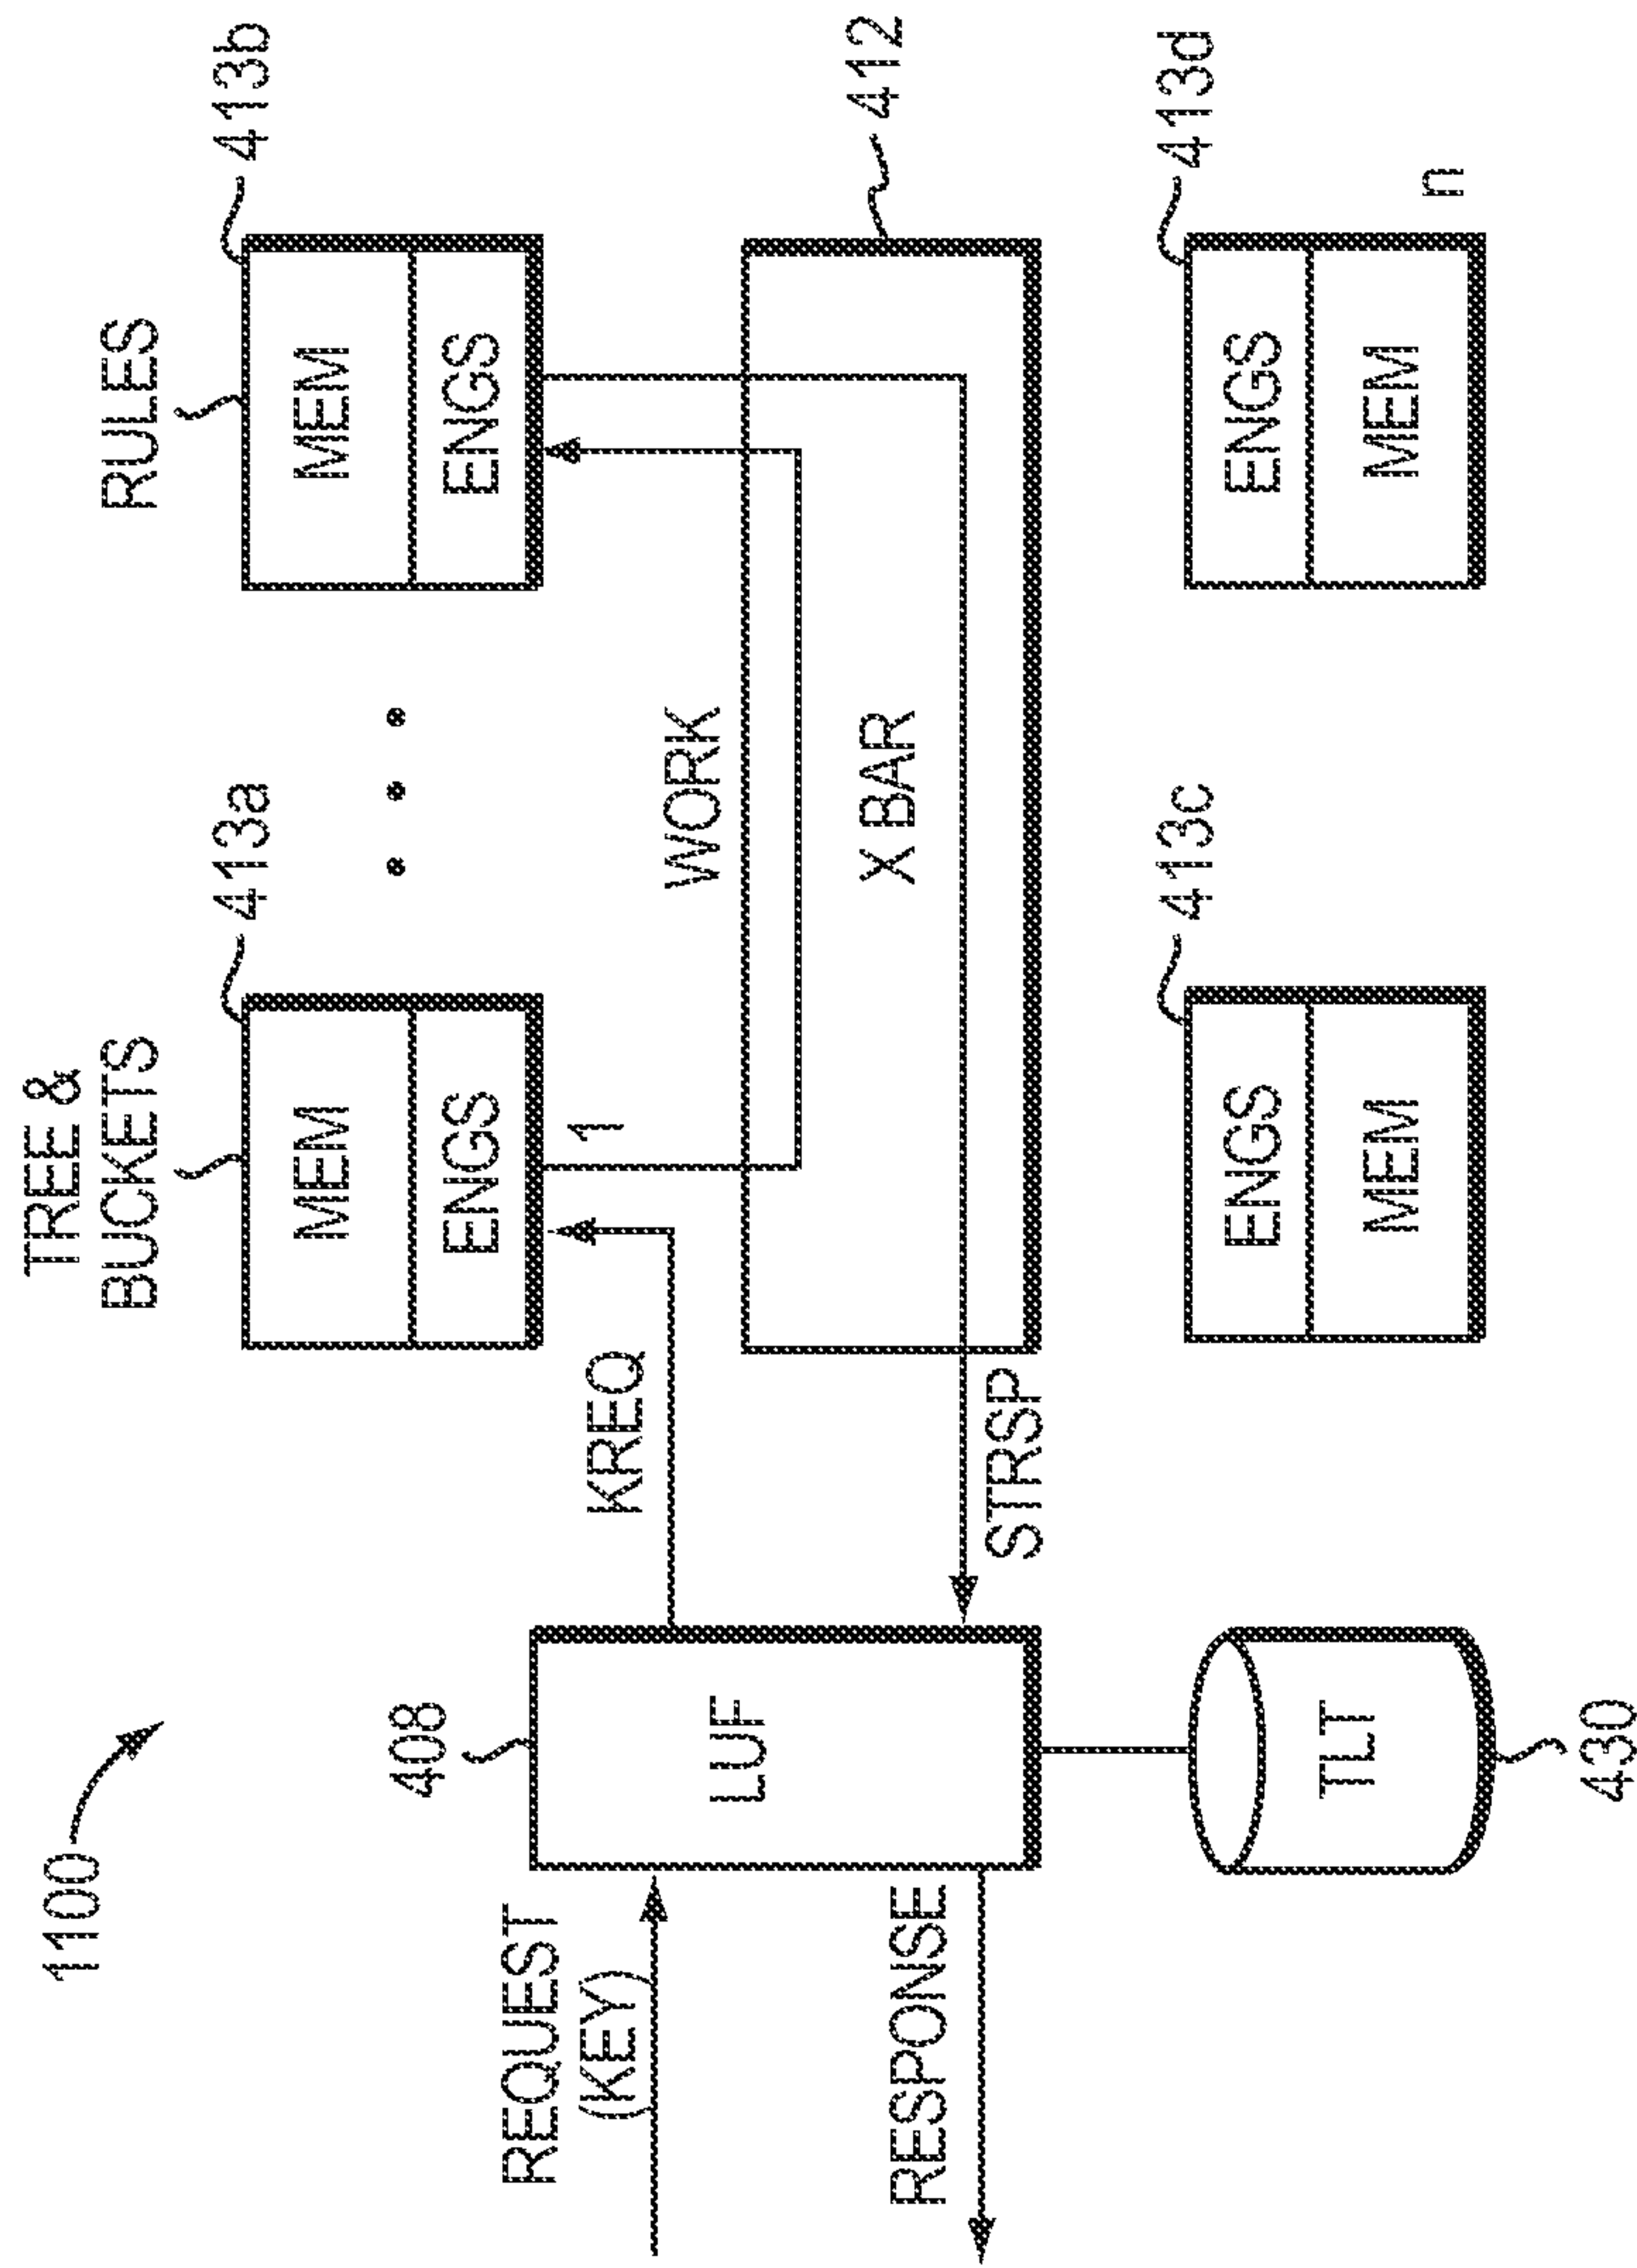 1100
TREE &
BUCKETS
RULES
413a
413b
MEM
MEM
ENGS
ENGS
1
408
KREQ
WORK
REQUEST
(KEY)
LUF
X BAR
412
RESPONSE
STRSP
413c
413d
TLT
ENGS
ENGS
MEM
MEM
n
430